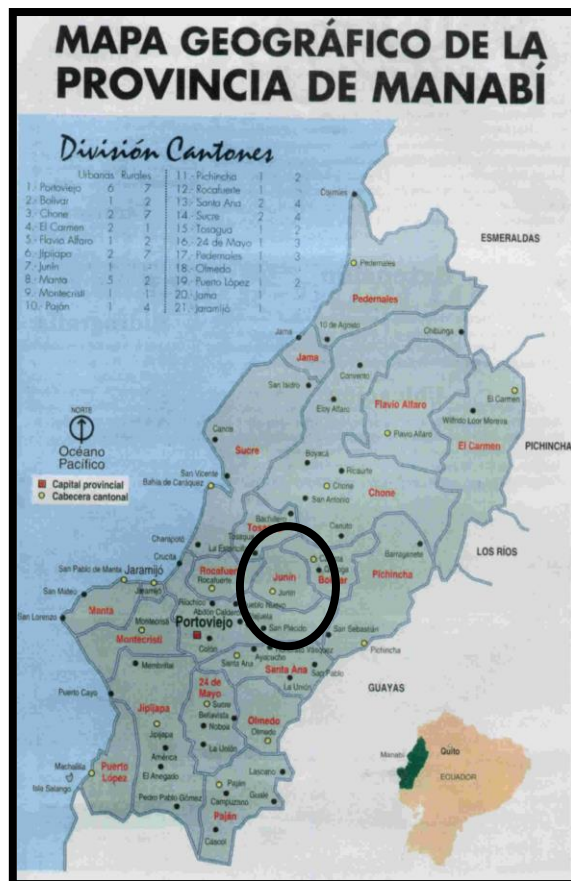 MAPA GEOGRÁFICO DE LA
PROVINCIA DE MANABÍ
División Cantones
Urbanas Rurales
1.- Portoviejo 6 7
2.- Bolívar 1 2
3.- Chone 2 7
4.- El Carmen 2 1
5.- Flavio Alfaro 1 2
6.- Jipijapa 2 7
7.- Junín 1
8.- Manta 5 2
9.- Montecristi 1 1
10.- Paján 1 4
11.- Pichincha 1 2
12.- Rocafuerte 1
13.- Santa Ana 2 4
14.- Sucre 2 4
15.- Tosagua 1 2
16.- 24 de Mayo 1 3
17.- Pedernales 1 3
18.- Olmedo 1
19.- Puerto López 1 2
20.- Jama 1
21.- Jaramijó 1
ESMERALDAS
Pedernales
Pedernales
Jama
10 de Agosto
Chibunga
Jama
San Isidro
Convento
Eloy Alfaro
Flavio Alfaro
El Carmen
Wilfrido Loor Moreira
NORTE
Océano
Pacífico
Canoa
Sucre
Flavio Alfaro
El Carmen
PICHINCHA
Boyacá
Ricaurte
Capital provincial
Cabecera cantonal
San Vicente
Bahía de Caráquez
Chone
San Antonio
Chone
Bachillero
Canuto
Charapotó
Crucita
Barraganete
LOS RÍOS
San Pablo de Manta
Jaramijó
Rocafuerte
Rocafuerte
Junín
Junín
Pichincha
San Mateo
Jaramijó
San Lorenzo
Manta
Montecristi
Montecristi
Portoviejo
Colón
San Plácido
San Sebastián
Pichincha
Membrillal
Santa Ana
Ayacucho
Santa Ana
San Pablo
La Unión
GUAYAS
Puerto Cayo
24 de
Mayo
Sucre
Jipijapa
Bellavista
Noboa
Olmedo
Olmedo
Jipijapa
La Unión
América
Machalilla
Puerto
López
El Anegado
Lascano
Isla Salango
Pedro Pablo Gómez
Paján
Campuzano
Guale
Paján
Cascol
Manabí
Quito
ECUADOR